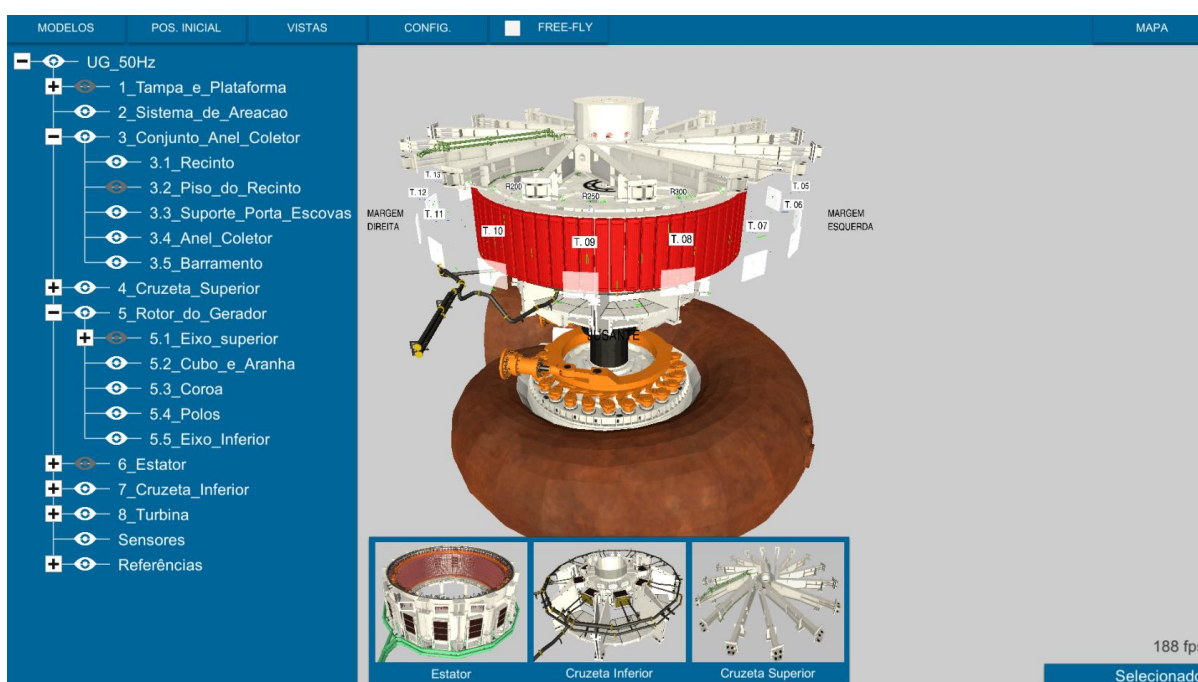 MODELOS POS. INICIAL VISTAS CONFIG. FREE-FLY MAPA
UG_50Hz
1_Tampa_e_Plataforma
2_Sistema_de_Areacao
3_Conjunto_Anel_Coletor
3.1_Recinto
3.2_Piso_do_Recinto
3.3_Suporte_Porta_Escovas
3.4_Anel_Coletor
3.5_Barramento
4_Cruzeta_Superior
5_Rotor_do_Gerador
5.1_Eixo_superior
5.2_Cubo_e_Aranha
5.3_Coroa
5.4_Polos
5.5_Eixo_Inferior
6_Estator
7_Cruzeta_Inferior
8_Turbina
Sensores
Referências
T. 13
T. 12
T. 11
T. 10
T. 09
T. 08
T. 07
T. 06
T. 05
R200
R250
R300
MARGEM
DIREITA
MARGEM
ESQUERDA
JUSANTE
Estator
Cruzeta Inferior
Cruzeta Superior
188 fps
Selecionado